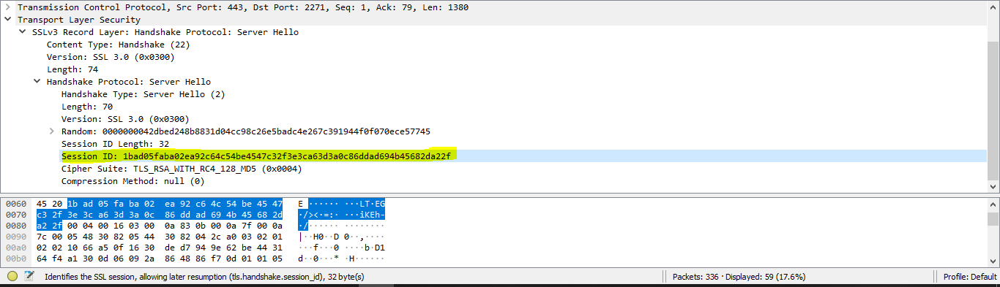 Transmission Control Protocol, Src Port: 443, Dst Port: 2271, Seq: 1, Ack: 79, Len: 1380
Transport Layer Security
SSLv3 Record Layer: Handshake Protocol: Server Hello
Content Type: Handshake (22)
Version: SSL 3.0 (0x0300)
Length: 74
Handshake Protocol: Server Hello
Handshake Type: Server Hello (2)
Length: 70
Version: SSL 3.0 (0x0300)
Random: 0000000042dbed248b8831d04cc98c26e5badc4e267c391944f0f070ece57745
Session ID Length: 32
Session ID: 1bad05faba02ea92c64c54be4547c32f3e3ca63d3a0c86ddad694b45682da22f
Cipher Suite: TLS_RSA_WITH_RC4_128_MD5 (0x0004)
Compression Method: null (0)
0060 45 20 1b ad 05 fa ba 02 ea 92 c6 4c 54 be 45 47 E ······ ···LT·EG
0070 c3 2f 3e 3c a6 3d 3a 0c 86 dd ad 69 4b 45 68 2d ·/><·=:· ···iKEh-
0080 a2 2f 00 04 00 16 03 00 0a 83 0b 00 0a 7f 00 0a ·/······ ········
0090 7c 00 05 48 30 82 05 44 30 82 04 2c a0 03 02 01 |··H0··D 0··,····
00a0 02 02 10 66 a5 0f 16 30 de d7 94 9e 62 be 44 31 ···f···0 ····b·D1
00b0 64 f4 a1 30 0d 06 09 2a 86 48 86 f7 0d 01 01 05 d··0···* ·H······
Identifies the SSL session, allowing later resumption (tls.handshake.session_id), 32 byte(s)
Packets: 336 · Displayed: 59 (17.6%)
Profile: Default